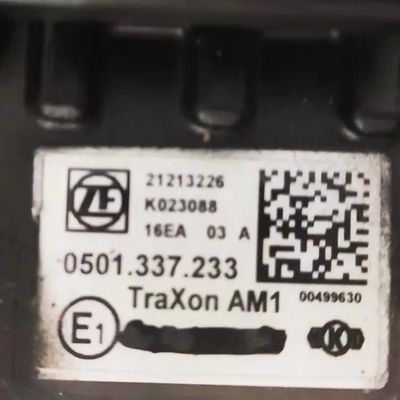 ZF
21213226
K023088
16EA 03 A
0501.337.233
TraXon AM1
00499630
E1
K